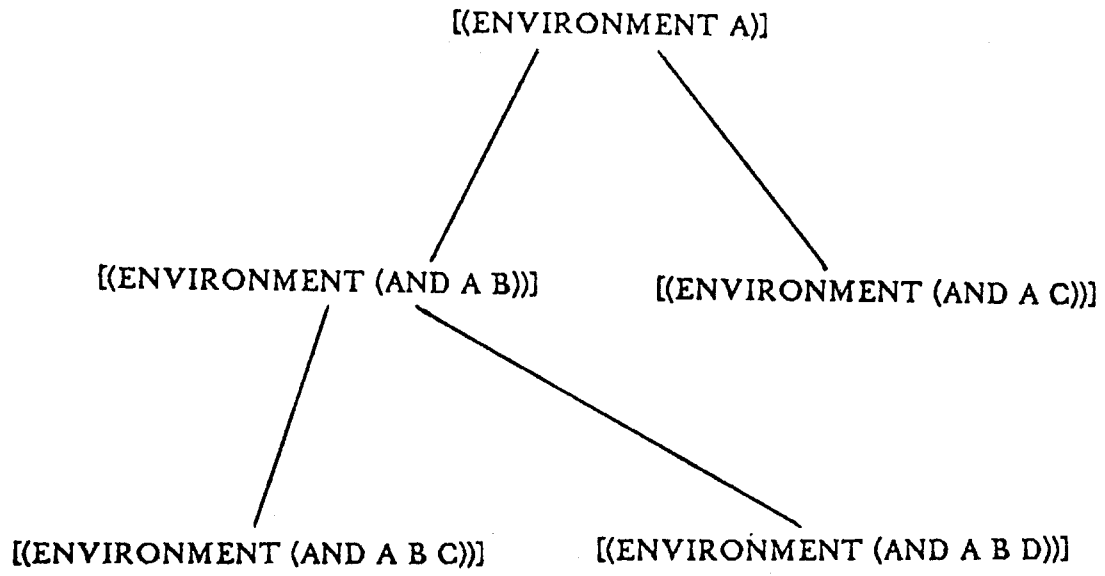 [(ENVIRONMENT A)]
[(ENVIRONMENT (AND A B))]
[(ENVIRONMENT (AND A C))]
[(ENVIRONMENT (AND A B C))]
[(ENVIRONMENT (AND A B D))]